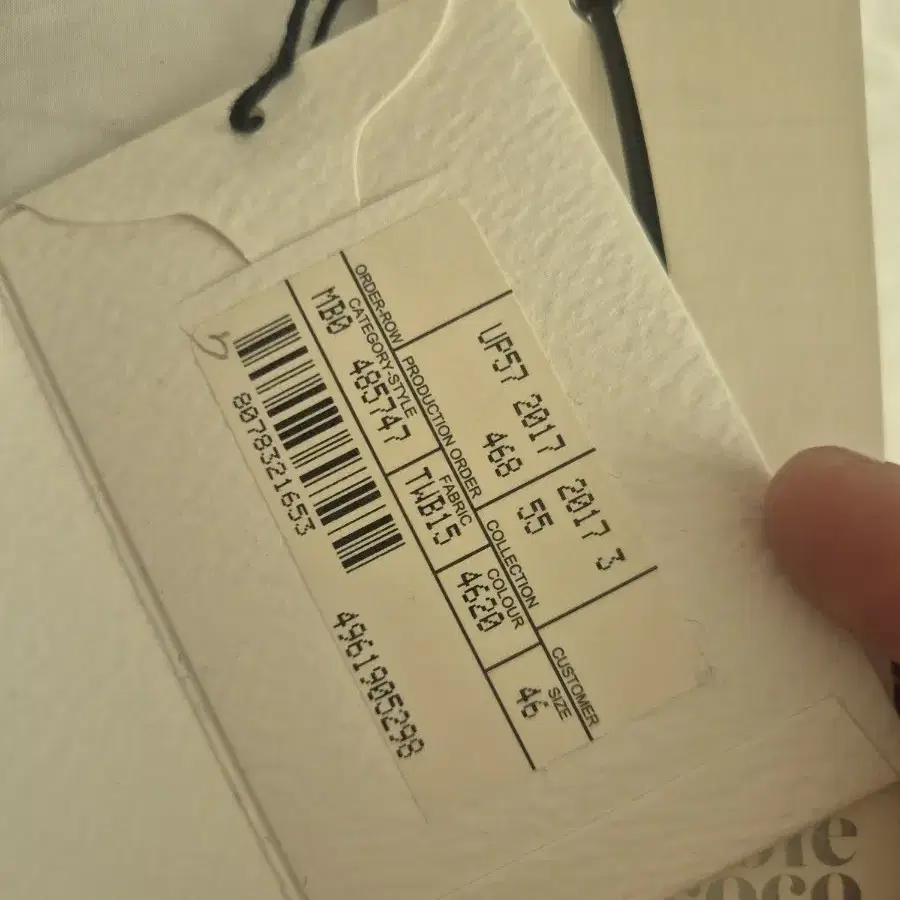 UP57 2017 2017 3
468 55
ORDER-ROW PRODUCTION ORDER COLLECTION CUSTOMER
CATEGORY-STYLE FABRIC COLOUR SIZE
MB0 485747 TWB15 4620 46
8078321653 4961905298